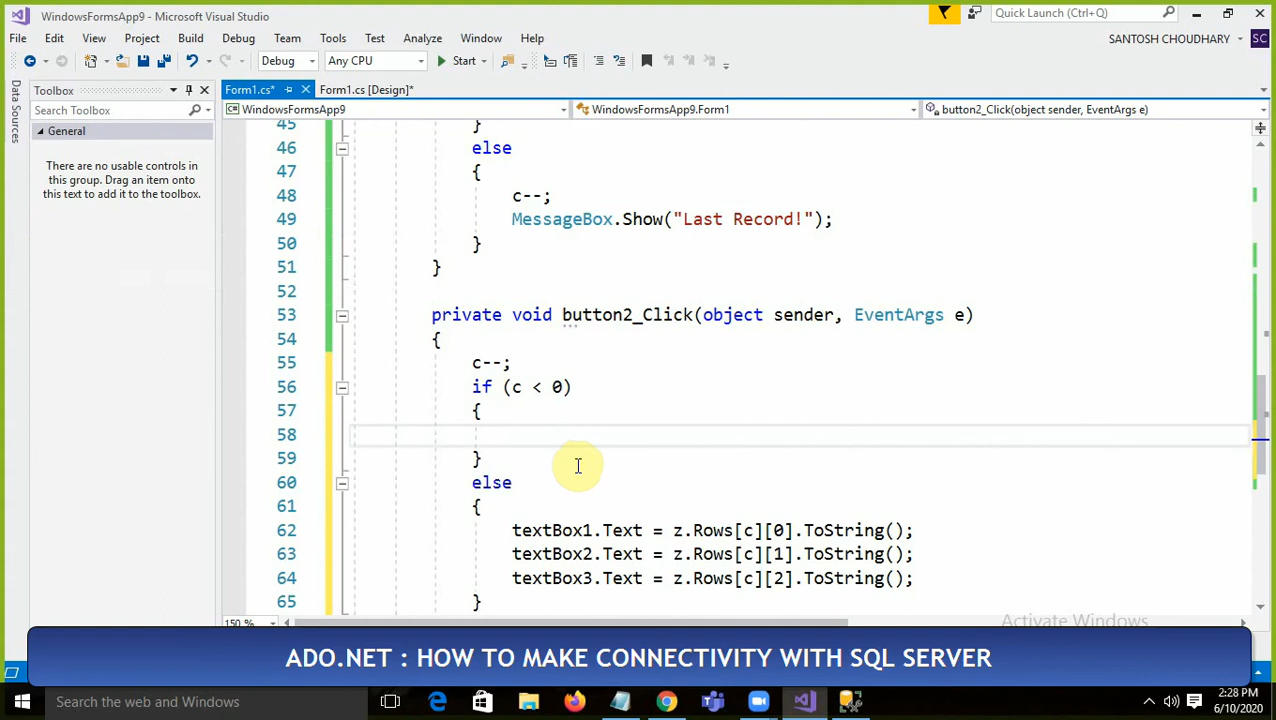 WindowsFormsApp9 - Microsoft Visual Studio
Quick Launch (Ctrl+Q)
File Edit View Project Build Debug Team Tools Test Analyze Window Help
SANTOSH CHOUDHARY
SC
Debug Any CPU Start
Data Sources
Toolbox
Form1.cs* Form1.cs [Design]*
Search Toolbox
WindowsFormsApp9 WindowsFormsApp9.Form1 button2_Click(object sender, EventArgs e)
General
There are no usable controls in
this group. Drag an item onto
this text to add it to the toolbox.
45 }
46 else
47 {
48 c--;
49 MessageBox.Show("Last Record!");
50 }
51 }
52
53 private void button2_Click(object sender, EventArgs e)
54 {
55 c--;
56 if (c < 0)
57 {
58
59 }
60 else
61 {
62 textBox1.Text = z.Rows[c][0].ToString();
63 textBox2.Text = z.Rows[c][1].ToString();
64 textBox3.Text = z.Rows[c][2].ToString();
65 }
150 %
Activate Windows
ADO.NET : HOW TO MAKE CONNECTIVITY WITH SQL SERVER
Search the web and Windows
2:28 PM
6/10/2020